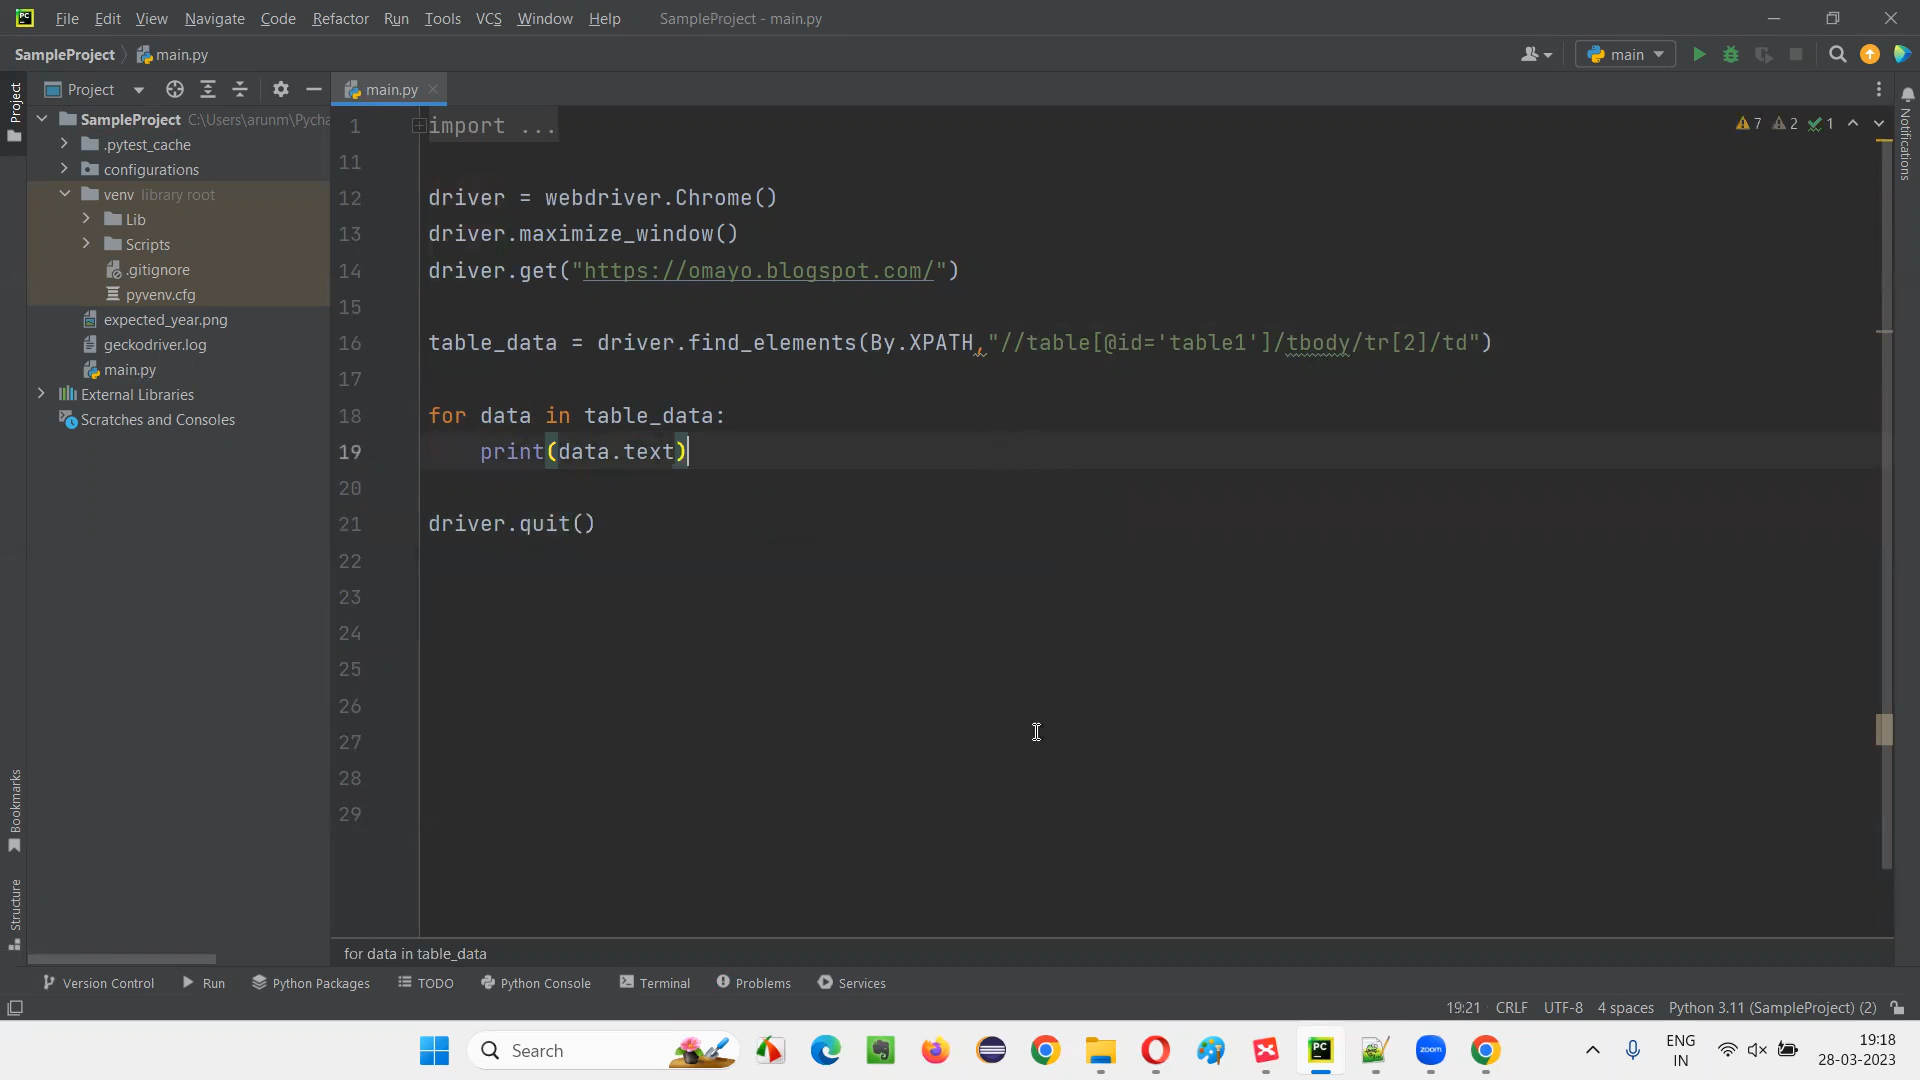 PC File Edit View Navigate Code Refactor Run Tools VCS Window Help SampleProject - main.py
SampleProject main.py main
Project main.py
Project
SampleProject C:\Users\arunm\Pycha
.pytest_cache
configurations
venv library root
Lib
Scripts
.gitignore
pyvenv.cfg
expected_year.png
geckodriver.log
main.py
External Libraries
Scratches and Consoles
Bookmarks
Structure
1 import ...
11
12 driver = webdriver.Chrome()
13 driver.maximize_window()
14 driver.get("https://omayo.blogspot.com/")
15
16 table_data = driver.find_elements(By.XPATH,"//table[@id='table1']/tbody/tr[2]/td")
17
18 for data in table_data:
19 print(data.text)
20
21 driver.quit()
22
23
24
25
26
27
28
29
7 2 1
Notifications
for data in table_data
Version Control Run Python Packages TODO Python Console Terminal Problems Services
19:21 CRLF UTF-8 4 spaces Python 3.11 (SampleProject) (2)
Search PC zoom ENG 19:18
IN 28-03-2023